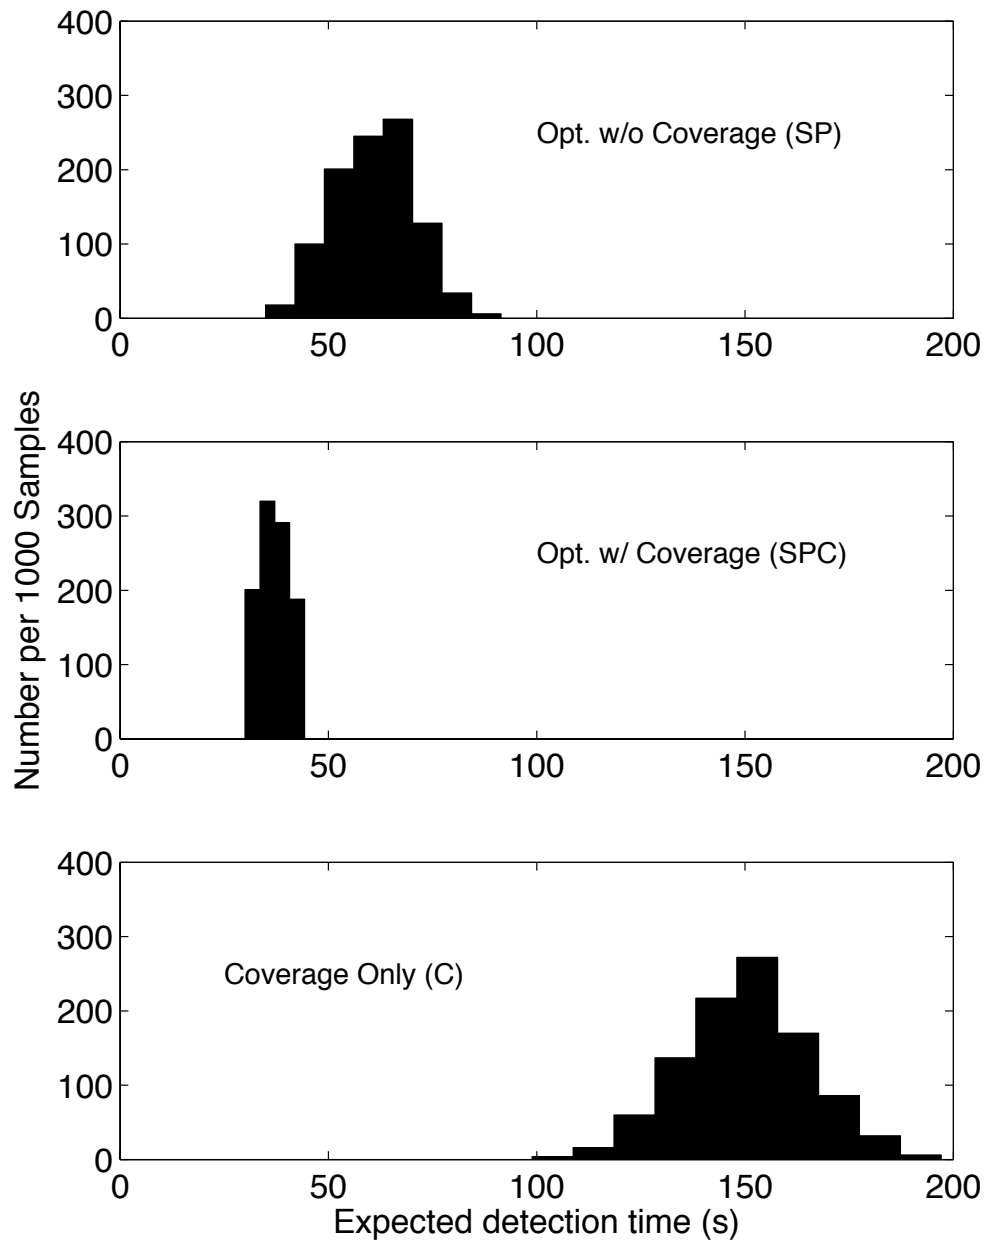 400
300
Opt. w/o Coverage (SP)
200
100
0
0 50 100 150 200
Number per 1000 Samples
400
300
Opt. w/ Coverage (SPC)
200
100
0
0 50 100 150 200
400
300
Coverage Only (C)
200
100
0
0 50 100 150 200
Expected detection time (s)